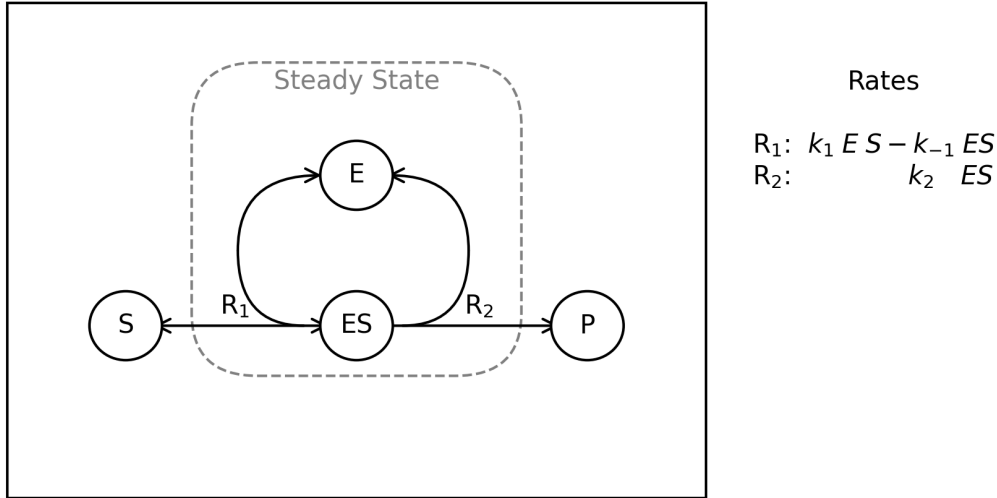 Steady State
Rates
R₁: k₁ E S − k₋₁ ES
R₂: k₂ ES
E
R₁
R₂
S
ES
P